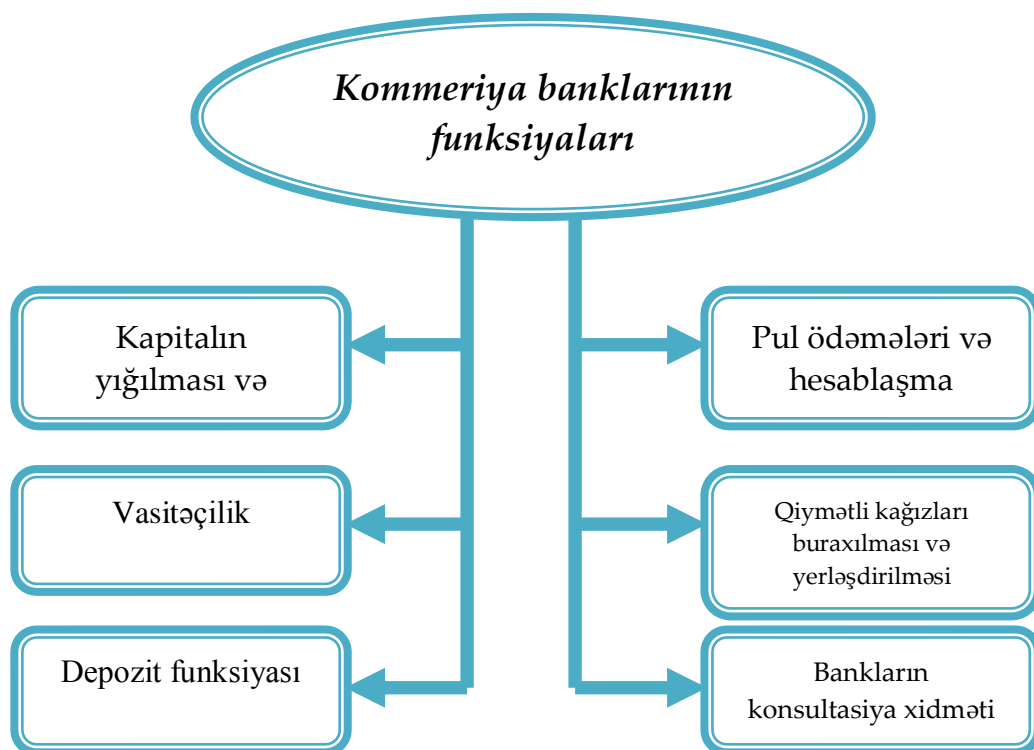 Kommeriya banklarının
funksiyaları
Kapitalın
yığılması və
Pul ödəmələri və
hesablaşma
Vasitəçilik
Qiymətli kağızları
buraxılması və
yerləşdirilməsi
Depozit funksiyası
Bankların
konsultasiya xidməti